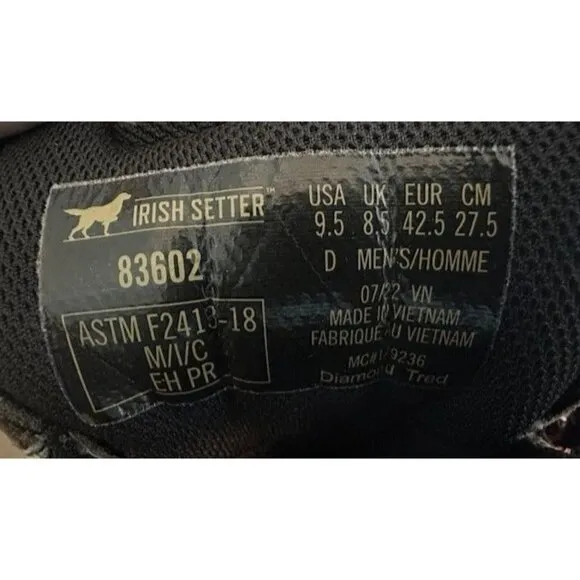 IRISH SETTER™
83602
ASTM F2413-18
M/I/C
EH PR
USA UK EUR CM
9.5 8.5 42.5 27.5
D MEN'S/HOMME
07/22 VN
MADE IN VIETNAM
FABRIQUE AU VIETNAM
Diamond Tred